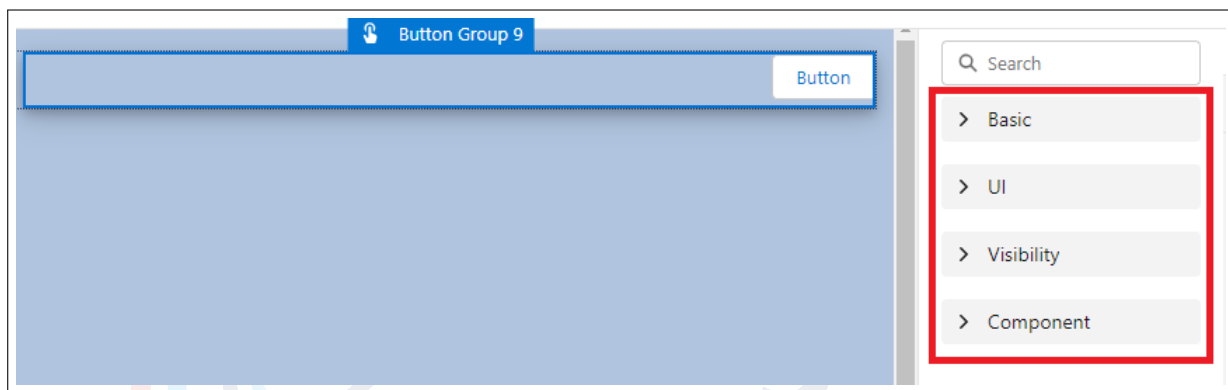 Button Group 9
Button
Search
Basic
UI
Visibility
Component